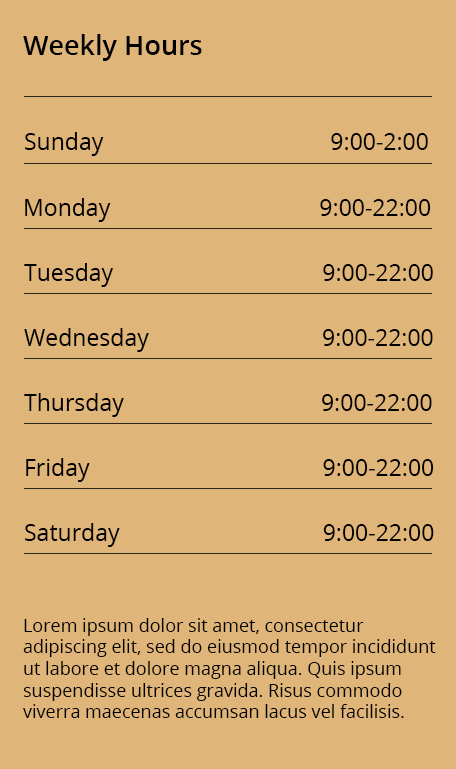 Weekly Hours
Sunday 9:00-2:00
Monday 9:00-22:00
Tuesday 9:00-22:00
Wednesday 9:00-22:00
Thursday 9:00-22:00
Friday 9:00-22:00
Saturday 9:00-22:00
Lorem ipsum dolor sit amet, consectetur
adipiscing elit, sed do eiusmod tempor incididunt
ut labore et dolore magna aliqua. Quis ipsum
suspendisse ultrices gravida. Risus commodo
viverra maecenas accumsan lacus vel facilisis.